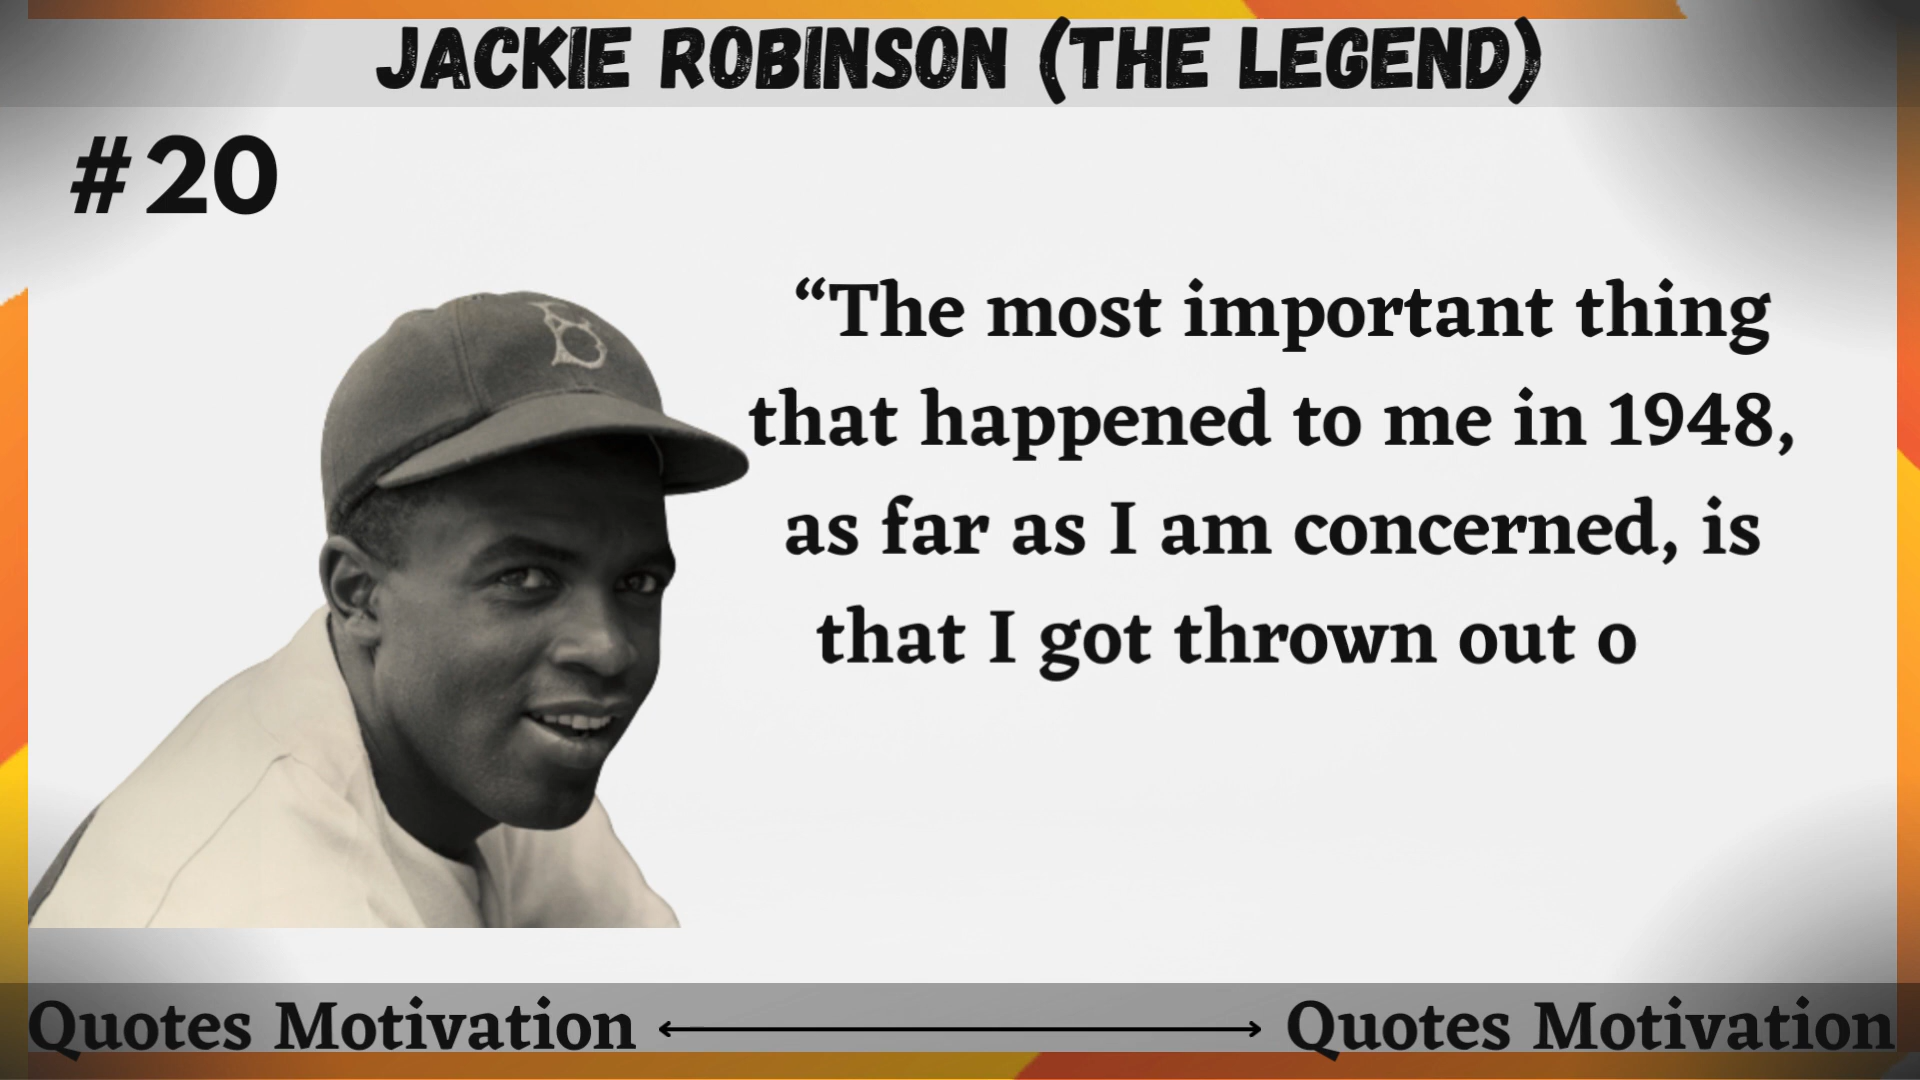 JACKIE ROBINSON (THE LEGEND)
#20
B
“The most important thing
that happened to me in 1948,
as far as I am concerned, is
that I got thrown out o
Quotes Motivation
Quotes Motivation